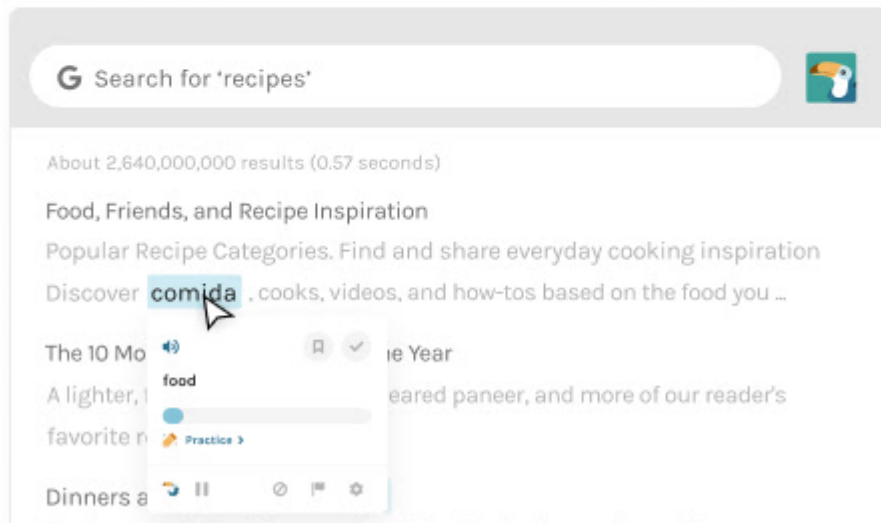 G Search for ‘recipes’
About 2,640,000,000 results (0.57 seconds)
Food, Friends, and Recipe Inspiration
Popular Recipe Categories. Find and share everyday cooking inspiration
Discover comida , cooks, videos, and how-tos based on the food you ...
The 10 Mo
e Year
food
A lighter,
eared paneer, and more of our reader's
favorite r
Practice >
Dinners a